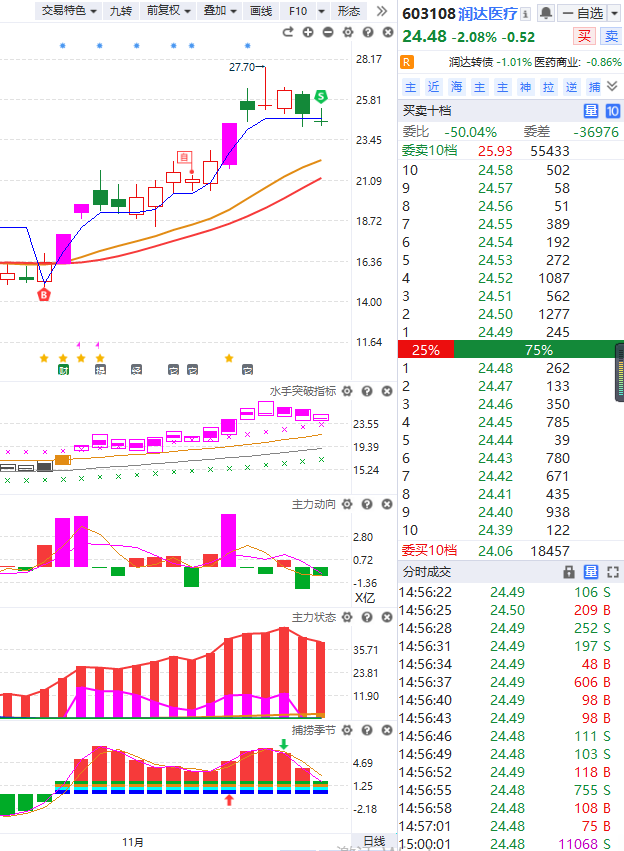 交易特色 九转 前复权 叠加 画线 F10 形态
28.17
27.70
25.81
S
23.45
自
21.09
18.72
16.36
B
14.00
11.64
财
水手突破指标
23.55
19.39
15.24
主力动向
2.80
0.72
-1.36
X亿
主力状态
35.71
23.81
11.90
捕捞季节
4.69
1.25
-2.18
11月 日线
603108 润达医疗 自选
24.48 -2.08% -0.52 买 卖
R 润达转债 -1.01% 医药商业: -0.86%
主 近 海 主 主 神 拉 逆 捕
买卖十档 10
委比 -50.04% 委差 -36976
委卖10档 25.93 55433
10 24.58 502
9 24.57 58
8 24.56 51
7 24.55 389
6 24.54 192
5 24.53 272
4 24.52 1087
3 24.51 562
2 24.50 1277
1 24.49 245
25% 75%
1 24.48 262
2 24.47 133
3 24.46 350
4 24.45 785
5 24.44 39
6 24.43 780
7 24.42 671
8 24.41 435
9 24.40 938
10 24.39 122
委买10档 24.06 18457
分时成交
14:56:22 24.49 106 S
14:56:25 24.50 209 B
14:56:28 24.49 252 S
14:56:31 24.49 197 S
14:56:34 24.49 48 B
14:56:37 24.49 606 B
14:56:40 24.49 98 B
14:56:43 24.49 98 B
14:56:46 24.48 111 S
14:56:49 24.48 103 S
14:56:52 24.49 118 B
14:56:55 24.48 755 S
14:56:58 24.48 108 B
14:57:01 24.48 75 B
15:00:01 24.48 11068 S